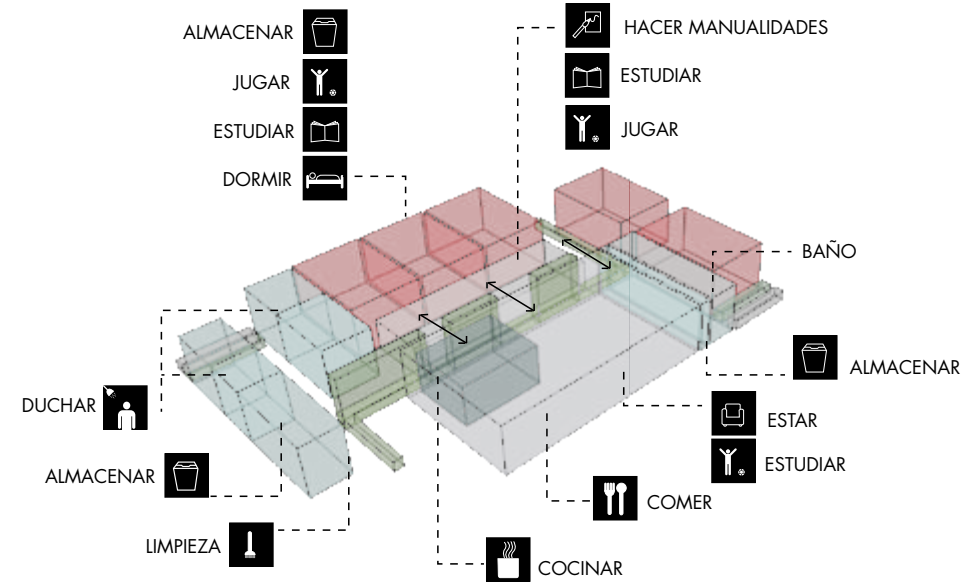 ALMACENAR
JUGAR
ESTUDIAR
DORMIR
HACER MANUALIDADES
ESTUDIAR
JUGAR
BAÑO
ALMACENAR
ESTAR
ESTUDIAR
COMER
COCINAR
LIMPIEZA
ALMACENAR
DUCHAR